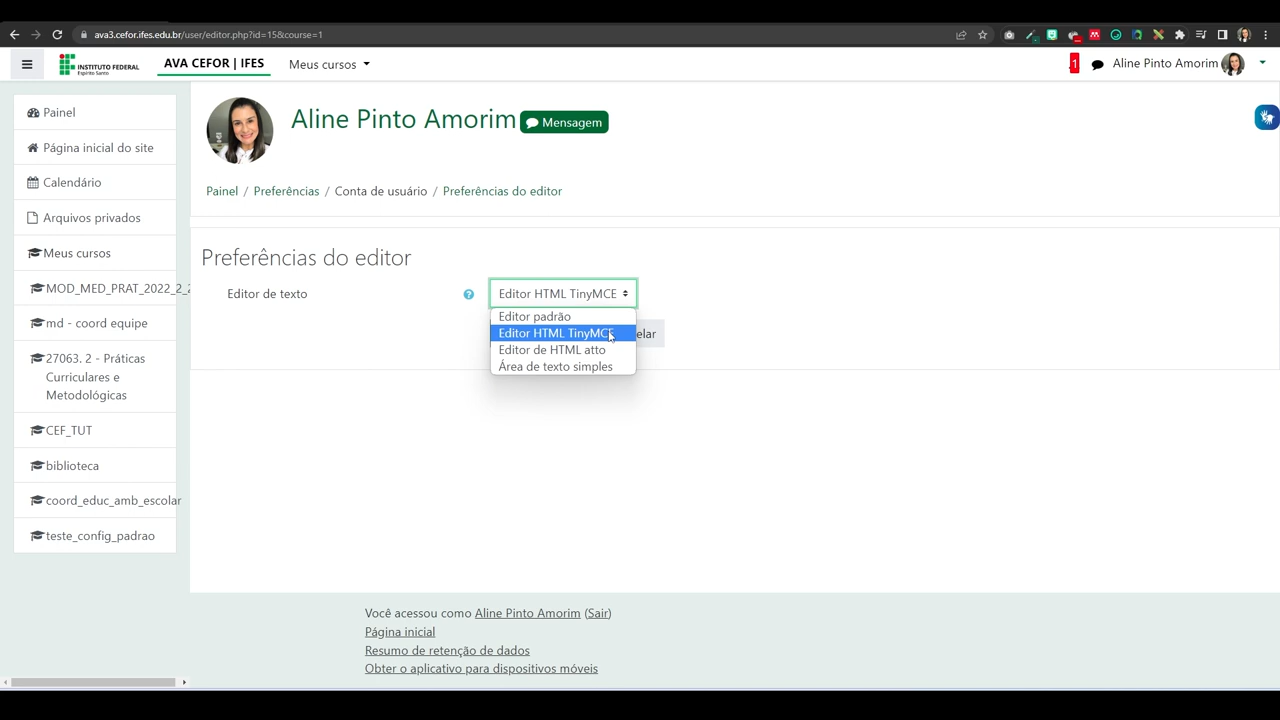 ava3.cefor.ifes.edu.br/user/editor.php?id=15&course=1
INSTITUTO FEDERAL
Espírito Santo
AVA CEFOR | IFES
Meus cursos
1
Aline Pinto Amorim
Painel
Página inicial do site
Calendário
Arquivos privados
Meus cursos
MOD_MED_PRAT_2022_2_2
md - coord equipe
27063. 2 - Práticas
Curriculares e
Metodológicas
CEF_TUT
biblioteca
coord_educ_amb_escolar
teste_config_padrao
Aline Pinto Amorim
Mensagem
Painel / Preferências / Conta de usuário / Preferências do editor
Preferências do editor
Editor de texto
?
Editor HTML TinyMCE
Editor padrão
Editor HTML TinyMCE
elar
Editor de HTML atto
Área de texto simples
Você acessou como Aline Pinto Amorim (Sair)
Página inicial
Resumo de retenção de dados
Obter o aplicativo para dispositivos móveis